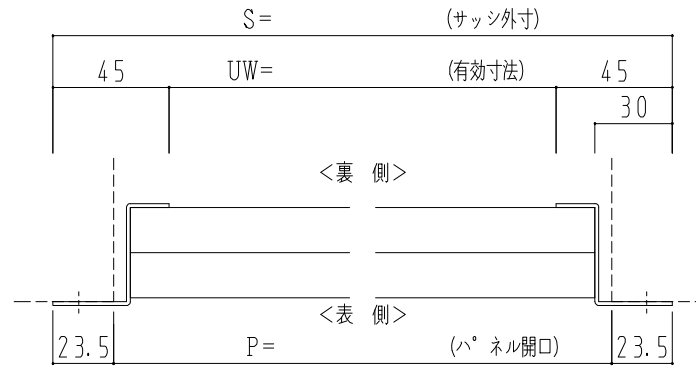 S= (サッシ外寸)
45 UW= (有効寸法) 45
30
<裏 側>
<表 側>
23.5 P= (パネル開口) 23.5